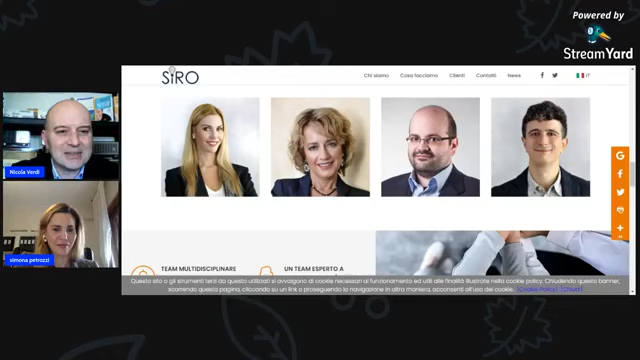 Powered by
StreamYard
SiRO
Chi siamo Cosa facciamo Clienti Contatti News IT
Nicola Verdi
simona petrozzi
TEAM MULTIDISCIPLINARE
UN TEAM ESPERTO A
Questo sito o gli strumenti terzi da questo utilizzati si avvalgono di cookie necessari al funzionamento ed utili alle finalità illustrate nella cookie policy. Chiudendo questo banner,
scorrendo questa pagina, cliccando su un link o proseguendo la navigazione in altra maniera, acconsenti all'uso dei cookie. [Cookie Policy] [Chiudi]